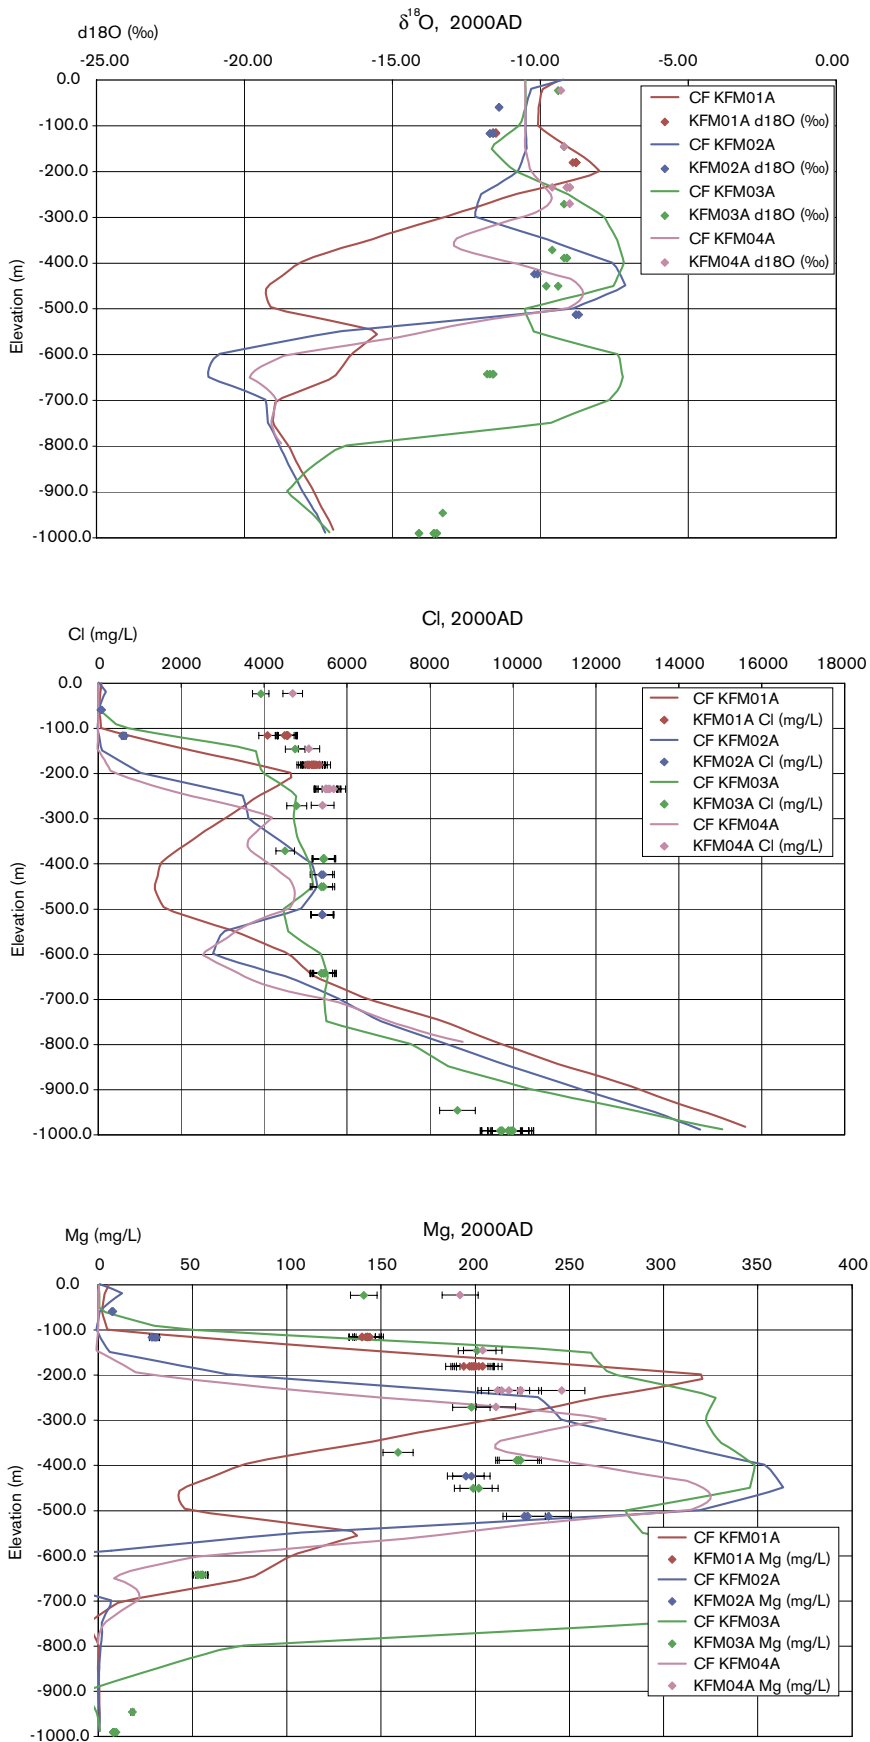 δ18O, 2000AD
d18O (‰)
-25.00 -20.00 -15.00 -10.00 -5.00 0.00
0.0
-100.0
-200.0
-300.0
-400.0
-500.0
-600.0
-700.0
-800.0
-900.0
-1000.0
Elevation (m)
CF KFM01A
KFM01A d18O (‰)
CF KFM02A
KFM02A d18O (‰)
CF KFM03A
KFM03A d18O (‰)
CF KFM04A
KFM04A d18O (‰)
Cl, 2000AD
Cl (mg/L)
0 2000 4000 6000 8000 10000 12000 14000 16000 18000
0.0
-100.0
-200.0
-300.0
-400.0
-500.0
-600.0
-700.0
-800.0
-900.0
-1000.0
Elevation (m)
CF KFM01A
KFM01A Cl (mg/L)
CF KFM02A
KFM02A Cl (mg/L)
CF KFM03A
KFM03A Cl (mg/L)
CF KFM04A
KFM04A Cl (mg/L)
Mg, 2000AD
Mg (mg/L)
0 50 100 150 200 250 300 350 400
0.0
-100.0
-200.0
-300.0
-400.0
-500.0
-600.0
-700.0
-800.0
-900.0
-1000.0
Elevation (m)
CF KFM01A
KFM01A Mg (mg/L)
CF KFM02A
KFM02A Mg (mg/L)
CF KFM03A
KFM03A Mg (mg/L)
CF KFM04A
KFM04A Mg (mg/L)